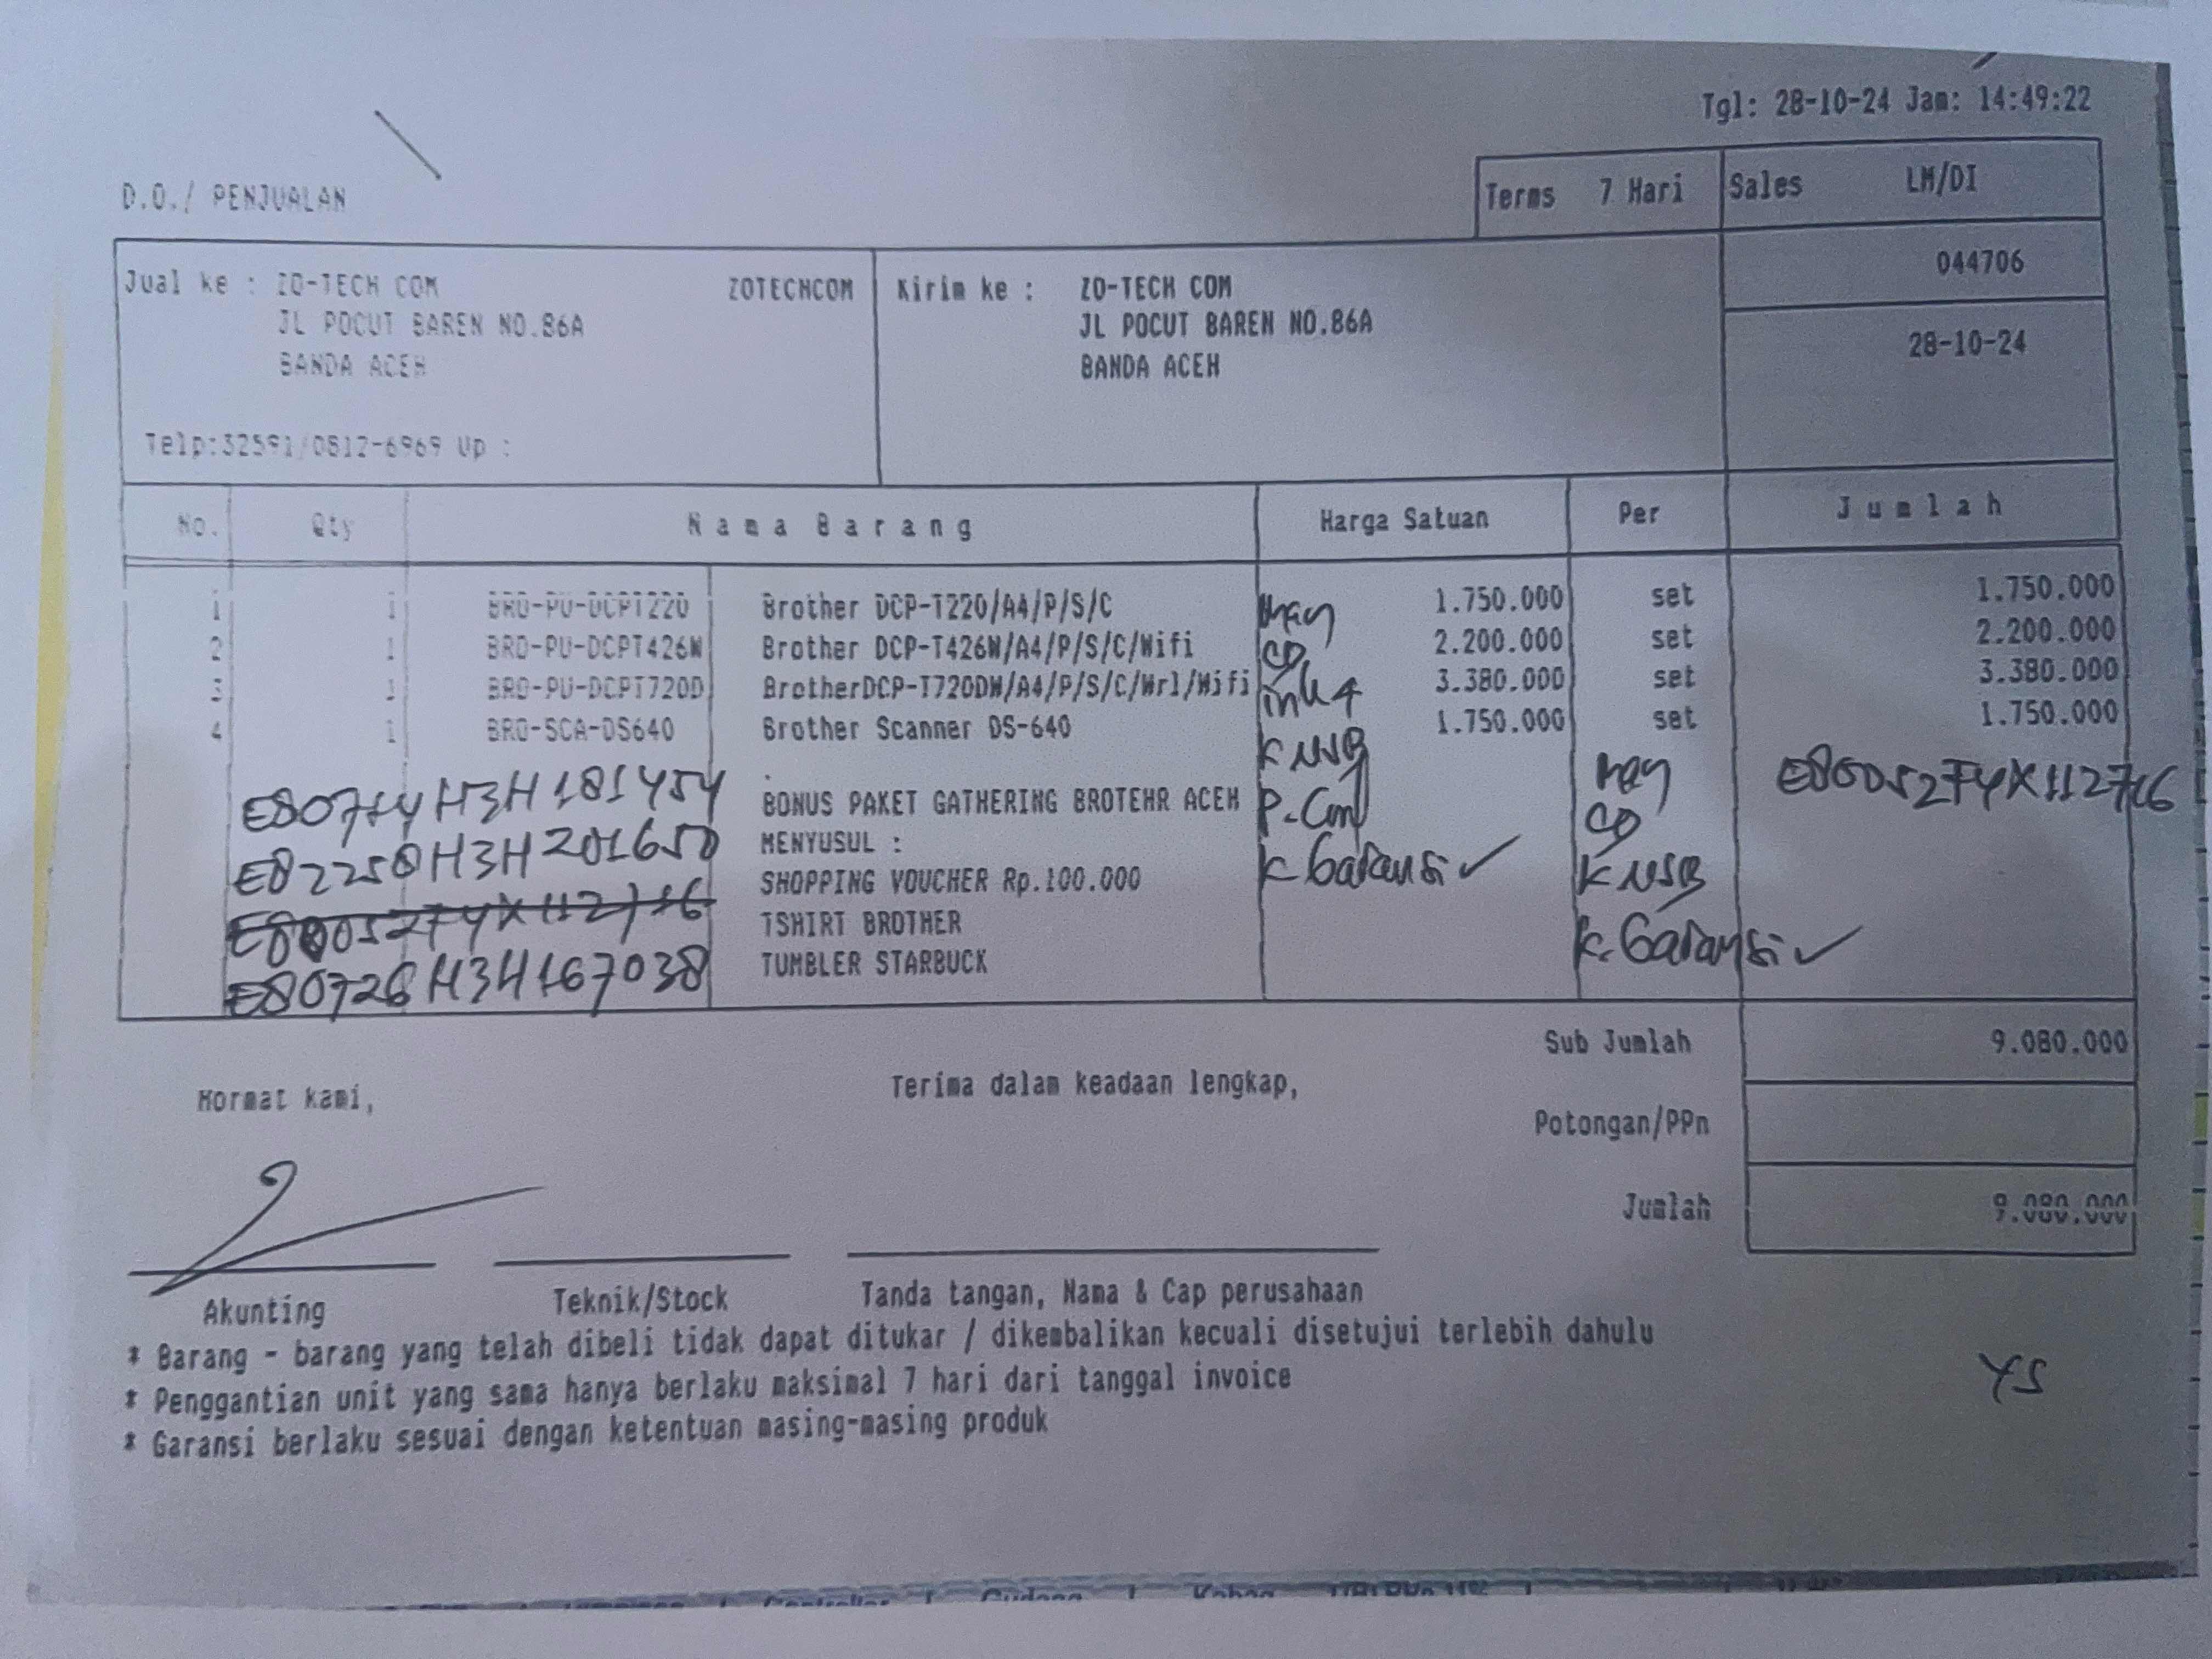 Tgl: 28-10-24 Jam: 14:49:22
D.O./ PENJUALAN
Terms 7 Hari Sales LM/DI
Jual ke : ZO-TECH COM ZOTECHCOM Kirim ke : ZO-TECH COM 044706
JL POCUT BAREN NO.86A JL POCUT BAREN NO.86A
BANDA ACEH BANDA ACEH 28-10-24
Telp:32591/0812-6969 Up :
No. Qty Nama Barang Harga Satuan Per Jumlah
1 1 BRO-PU-DCPT220 Brother DCP-T220/A4/P/S/C 1.750.000 set 1.750.000
2 1 BRO-PU-DCPT426W Brother DCP-T426W/A4/P/S/C/Wifi CD 2.200.000 set 2.200.000
3 1 BRO-PU-DCPT720D BrotherDCP-T720DW/A4/P/S/C/Wrl/Wifi ink 4 3.380.000 set 3.380.000
4 1 BRO-SCA-DS640 Brother Scanner DS-640 1.750.000 set 1.750.000
K USB
BONUS PAKET GATHERING BROTEHR ACEH
MENYUSUL : CD
E82250H3H201650
SHOPPING VOUCHER Rp.100.000 K Garansi ✓ K USB
TSHIRT BROTHER K. Garansi ✓
E80726H3H167038 TUMBLER STARBUCK
Sub Jumlah 9.080.000
Hormat kami, Terima dalam keadaan lengkap,
Potongan/PPn
Jumlah 9.080.000
Akunting Teknik/Stock Tanda tangan, Nama & Cap perusahaan
* Barang - barang yang telah dibeli tidak dapat ditukar / dikembalikan kecuali disetujui terlebih dahulu
* Penggantian unit yang sama hanya berlaku maksimal 7 hari dari tanggal invoice
YS
* Garansi berlaku sesuai dengan ketentuan masing-masing produk